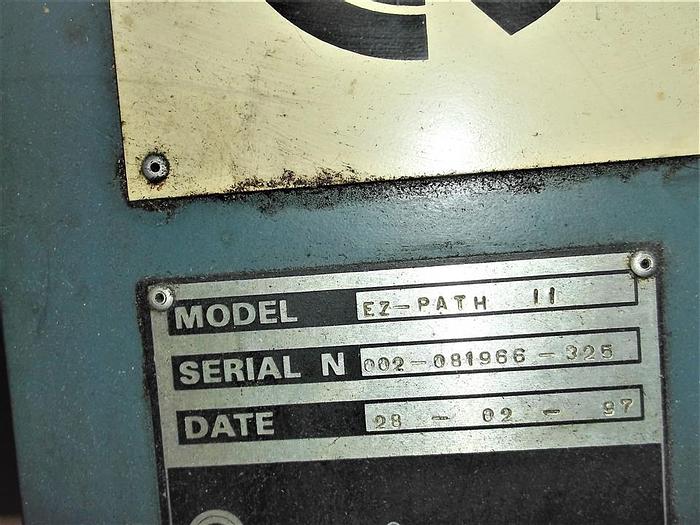 MODEL EZ-PATH II
SERIAL N 002-081966-325
DATE 28 - 02 - 97